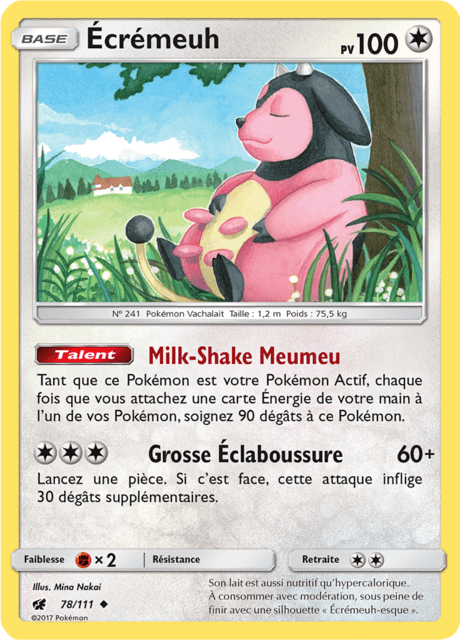 BASE Écrémeuh PV 100
N° 241 Pokémon Vachalait Taille : 1,2 m Poids : 75,5 kg
Talent Milk-Shake Meumeu
Tant que ce Pokémon est votre Pokémon Actif, chaque
fois que vous attachez une carte Énergie de votre main à
l'un de vos Pokémon, soignez 90 dégâts à ce Pokémon.
Grosse Éclaboussure 60+
Lancez une pièce. Si c'est face, cette attaque inflige
30 dégâts supplémentaires.
Faiblesse ×2 Résistance Retraite
Illus. Mina Nakai
78/111
©2017 Pokémon
Son lait est aussi nutritif qu'hypercalorique.
À consommer avec modération, sous peine de
finir avec une silhouette « Écrémeuh-esque ».